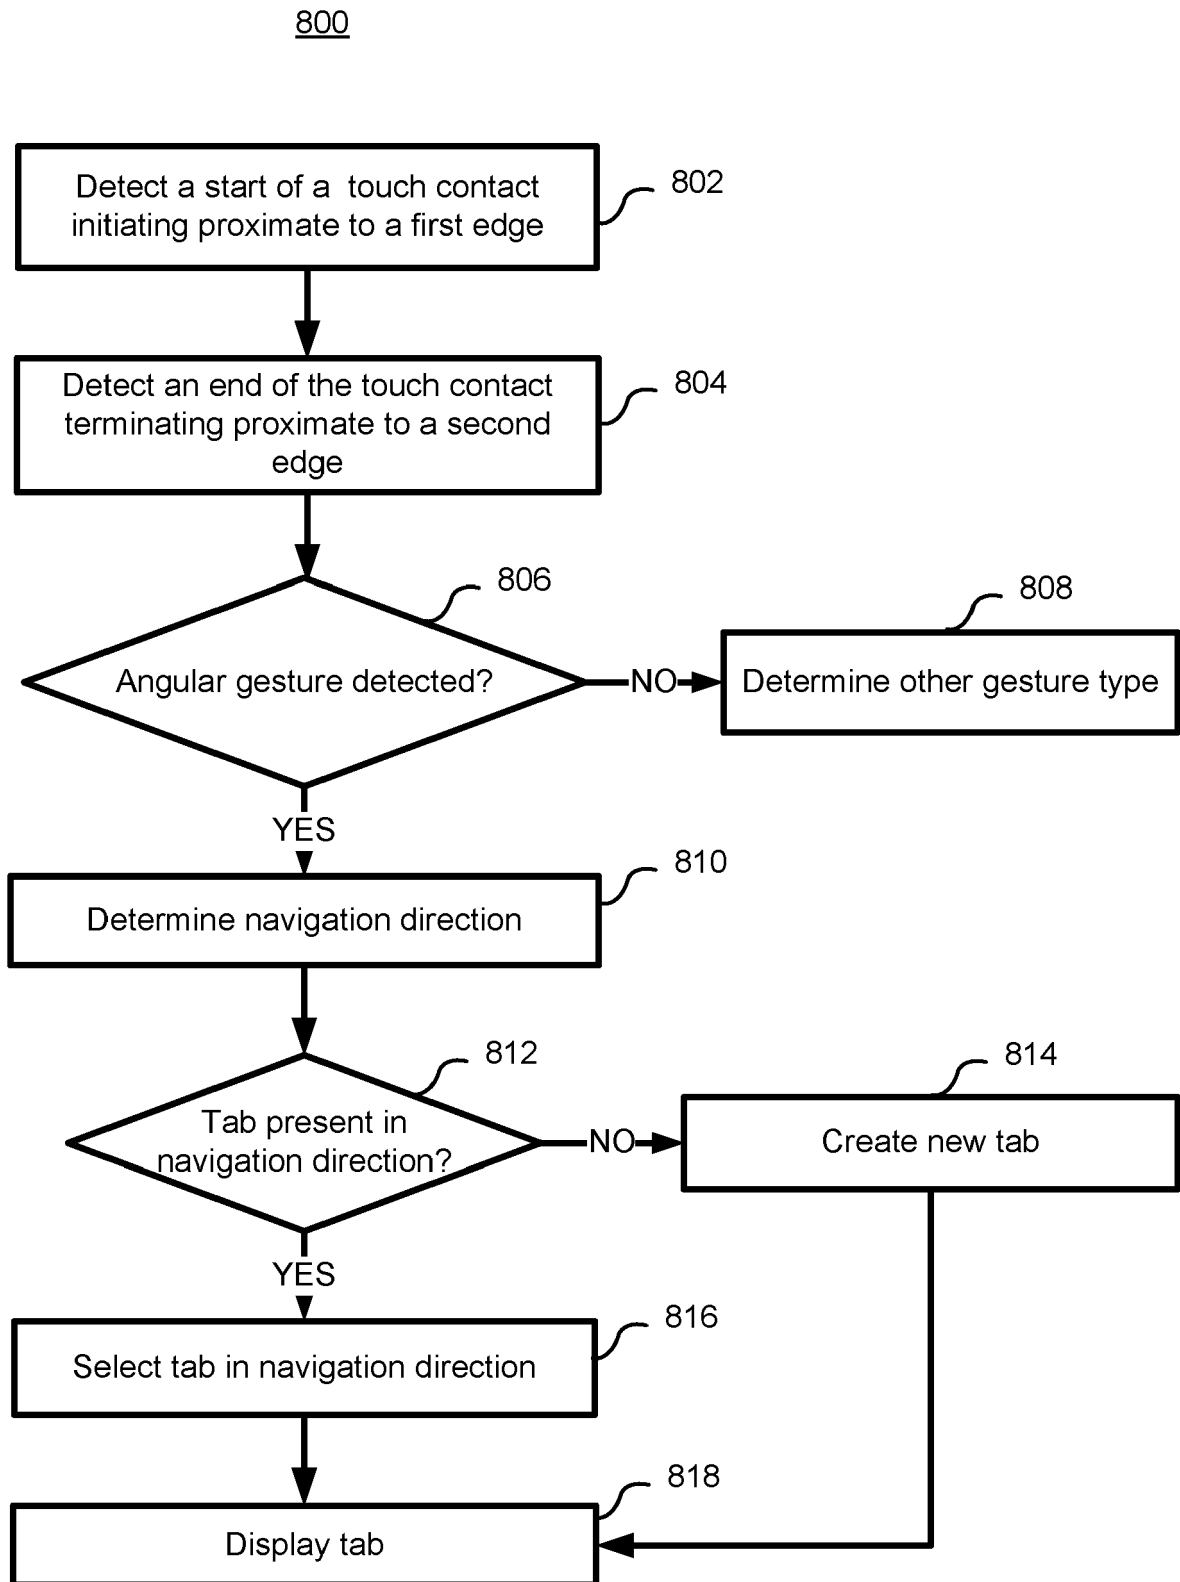 800
Detect a start of a touch contact
initiating proximate to a first edge
802
Detect an end of the touch contact
terminating proximate to a second
edge
804
806
Angular gesture detected?
NO
808
Determine other gesture type
YES
810
Determine navigation direction
812
Tab present in
navigation direction?
NO
814
Create new tab
YES
816
Select tab in navigation direction
818
Display tab